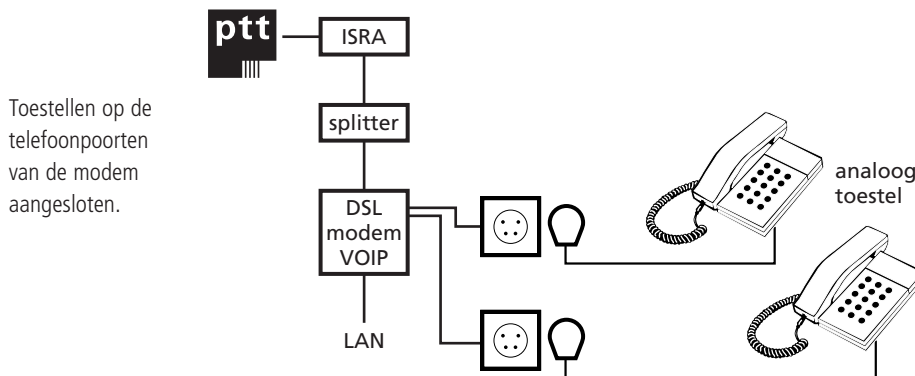 ptt
ISRA
Toestellen op de
telefoonpoorten
van de modem
aangesloten.
splitter
DSL
modem
VOIP
LAN
analoog
toestel